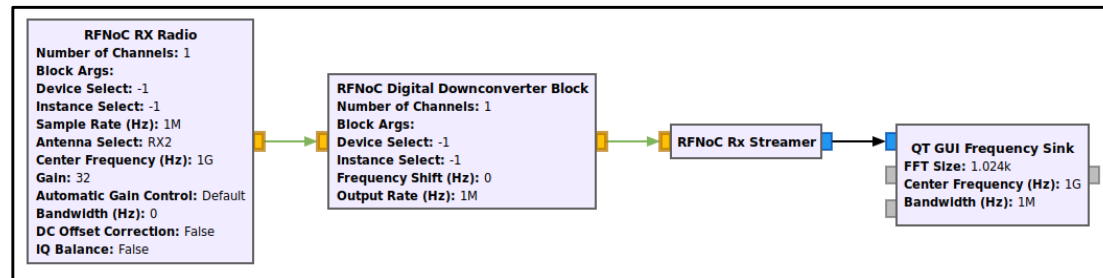 RFNoC RX Radio
Number of Channels: 1
Block Args:
Device Select: -1
Instance Select: -1
Sample Rate (Hz): 1M
Antenna Select: RX2
Center Frequency (Hz): 1G
Gain: 32
Automatic Gain Control: Default
Bandwidth (Hz): 0
DC Offset Correction: False
IQ Balance: False
RFNoC Digital Downconverter Block
Number of Channels: 1
Block Args:
Device Select: -1
Instance Select: -1
Frequency Shift (Hz): 0
Output Rate (Hz): 1M
RFNoC Rx Streamer
QT GUI Frequency Sink
FFT Size: 1.024k
Center Frequency (Hz): 1G
Bandwidth (Hz): 1M